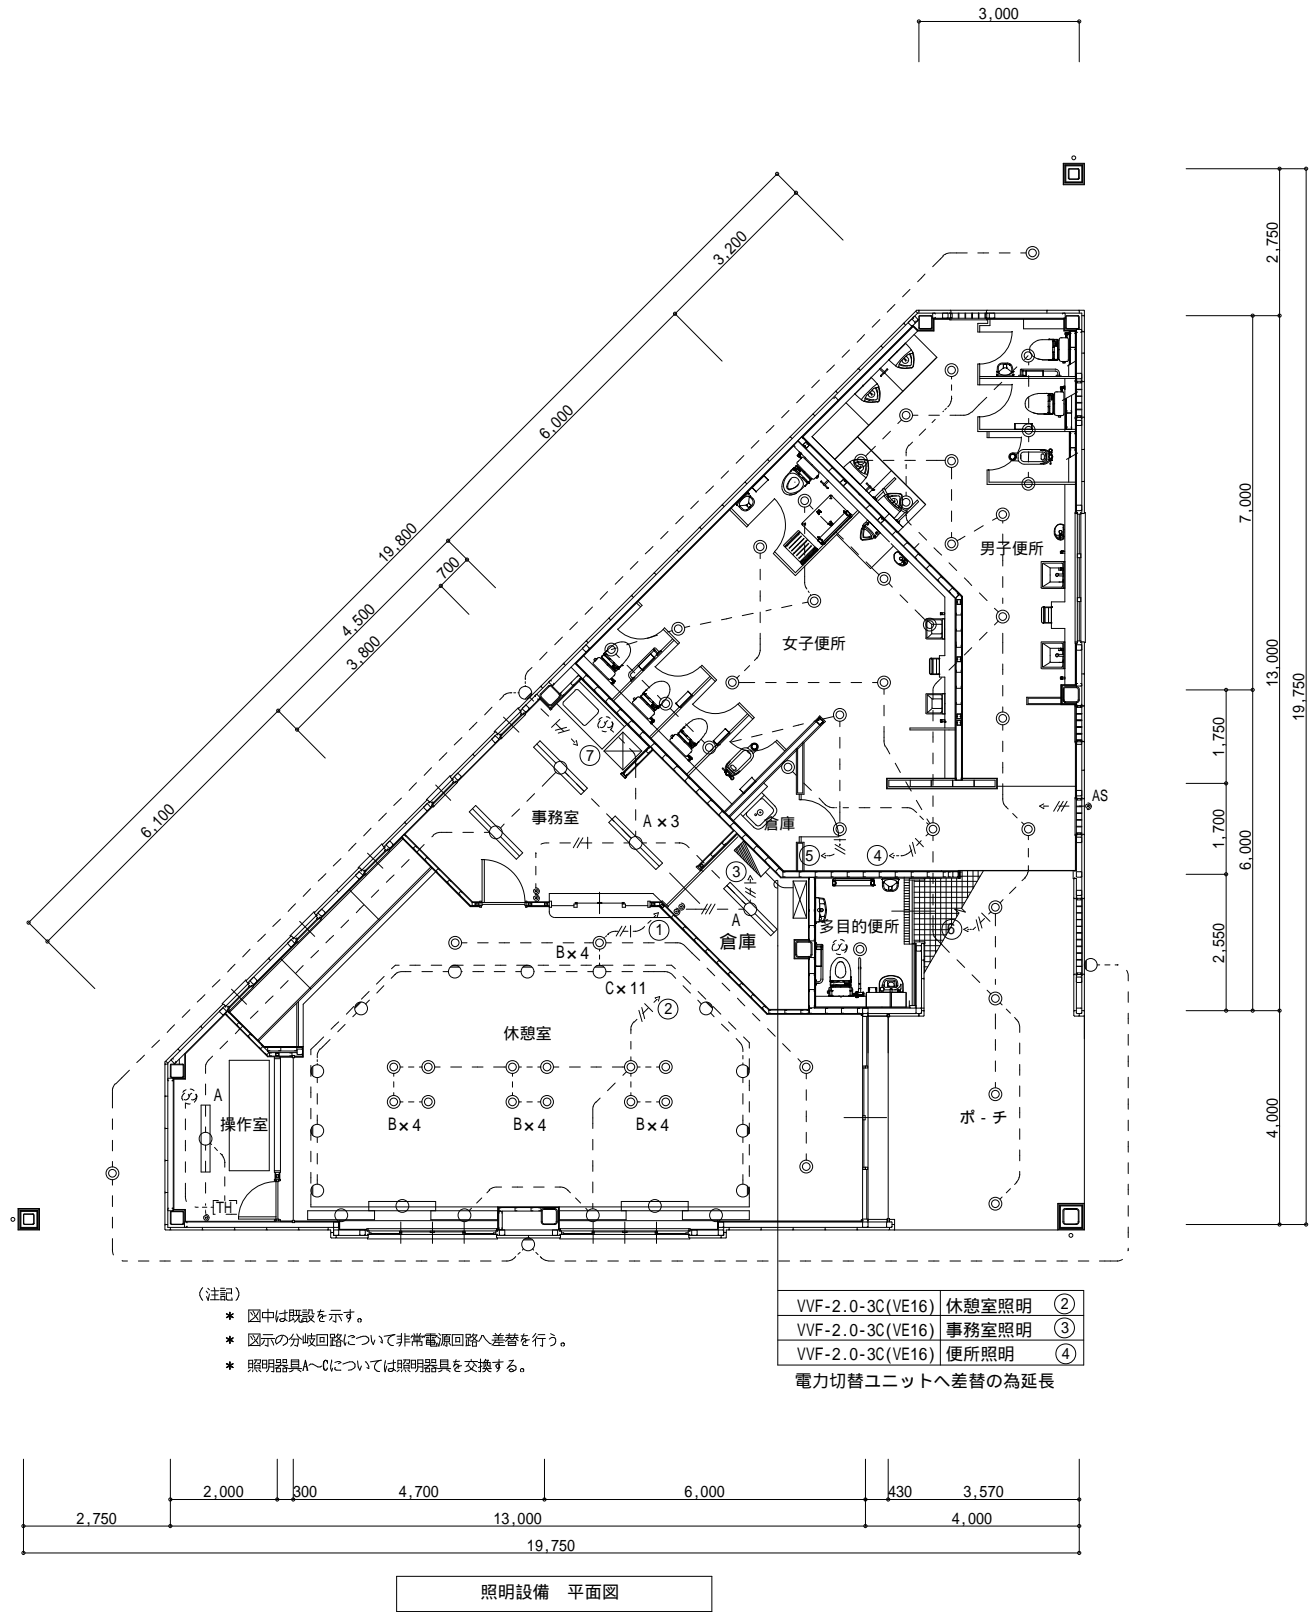 3,000
2,750
3,200
6,000
7,000
19,800
700
4,500
3,800
男子便所
女子便所
13,000
19,750
1,750
⑦
6,100
AS
事務室
A×3
倉庫
1,700
6,000
⑤
④
③
A
倉庫
多目的便所
①
⑥
B×4
2,550
C×11
②
休憩室
A
操作室
B×4
B×4
B×4
ポ-チ
4,000
TH
(注記)
* 図中は既設を示す。
* 図示の分岐回路について非常電源回路へ差替を行う。
* 照明器具A～Cについては照明器具を交換する。
VVF-2.0-3C(VE16) 休憩室照明 ②
VVF-2.0-3C(VE16) 事務室照明 ③
VVF-2.0-3C(VE16) 便所照明 ④
電力切替ユニットへ差替の為延長
2,000 300 4,700 6,000 430 3,570
2,750 13,000 4,000
19,750
照明設備　平面図